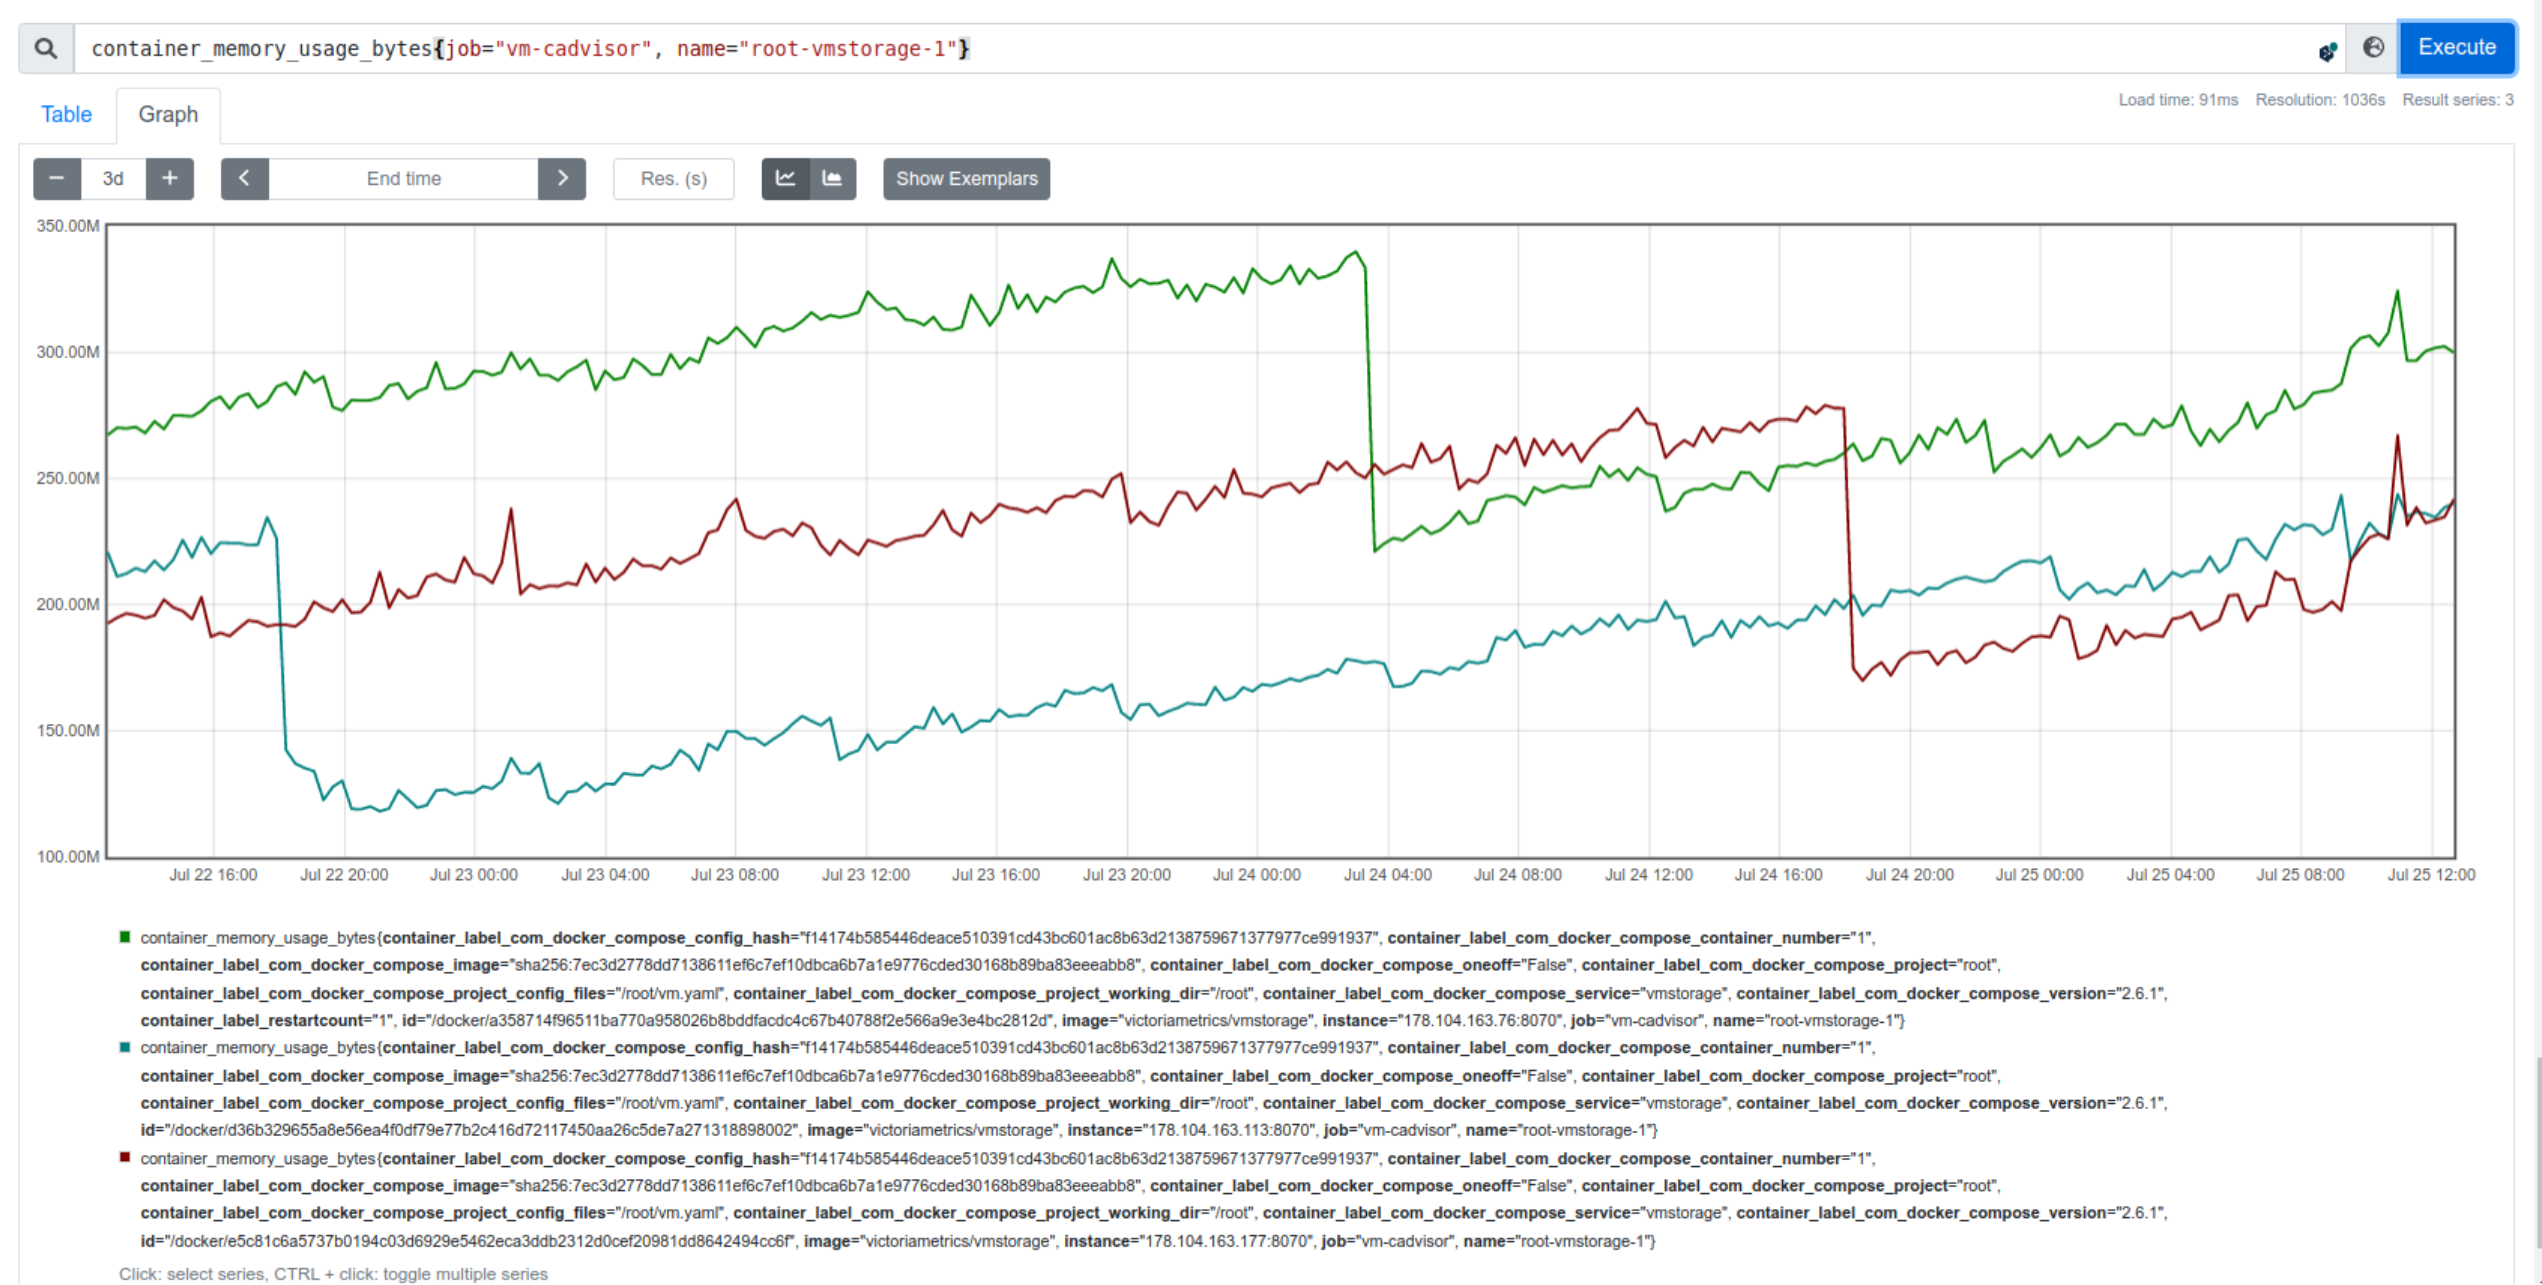 container_memory_usage_bytes{job="vm-cadvisor", name="root-vmstorage-1"}
Execute
Table
Graph
Load time: 91ms Resolution: 1036s Result series: 3
3d
End time
Res. (s)
Show Exemplars
350.00M
300.00M
250.00M
200.00M
150.00M
100.00M
Jul 22 16:00 Jul 22 20:00 Jul 23 00:00 Jul 23 04:00 Jul 23 08:00 Jul 23 12:00 Jul 23 16:00 Jul 23 20:00 Jul 24 00:00 Jul 24 04:00 Jul 24 08:00 Jul 24 12:00 Jul 24 16:00 Jul 24 20:00 Jul 25 00:00 Jul 25 04:00 Jul 25 08:00 Jul 25 12:00
container_memory_usage_bytes{container_label_com_docker_compose_config_hash="f14174b585446deace510391cd43bc601ac8b63d2138759671377977ce991937", container_label_com_docker_compose_container_number="1",
container_label_com_docker_compose_image="sha256:7ec3d2778dd7138611ef6c7ef10dbca6b7a1e9776cded30168b89ba83eeeabb8", container_label_com_docker_compose_oneoff="False", container_label_com_docker_compose_project="root",
container_label_com_docker_compose_project_config_files="/root/vm.yaml", container_label_com_docker_compose_project_working_dir="/root", container_label_com_docker_compose_service="vmstorage", container_label_com_docker_compose_version="2.6.1",
container_label_restartcount="1", id="/docker/a358714f96511ba770a958026b8bddfacdc4c67b40788f2e566a9e3e4bc2812d", image="victoriametrics/vmstorage", instance="178.104.163.76:8070", job="vm-cadvisor", name="root-vmstorage-1"}
container_memory_usage_bytes{container_label_com_docker_compose_config_hash="f14174b585446deace510391cd43bc601ac8b63d2138759671377977ce991937", container_label_com_docker_compose_container_number="1",
container_label_com_docker_compose_image="sha256:7ec3d2778dd7138611ef6c7ef10dbca6b7a1e9776cded30168b89ba83eeeabb8", container_label_com_docker_compose_oneoff="False", container_label_com_docker_compose_project="root",
container_label_com_docker_compose_project_config_files="/root/vm.yaml", container_label_com_docker_compose_project_working_dir="/root", container_label_com_docker_compose_service="vmstorage", container_label_com_docker_compose_version="2.6.1",
id="/docker/d36b329655a8e56ea4f0df79e77b2c416d72117450aa26c5de7a271318898002", image="victoriametrics/vmstorage", instance="178.104.163.113:8070", job="vm-cadvisor", name="root-vmstorage-1"}
container_memory_usage_bytes{container_label_com_docker_compose_config_hash="f14174b585446deace510391cd43bc601ac8b63d2138759671377977ce991937", container_label_com_docker_compose_container_number="1",
container_label_com_docker_compose_image="sha256:7ec3d2778dd7138611ef6c7ef10dbca6b7a1e9776cded30168b89ba83eeeabb8", container_label_com_docker_compose_oneoff="False", container_label_com_docker_compose_project="root",
container_label_com_docker_compose_project_config_files="/root/vm.yaml", container_label_com_docker_compose_project_working_dir="/root", container_label_com_docker_compose_service="vmstorage", container_label_com_docker_compose_version="2.6.1",
id="/docker/e5c81c6a5737b0194c03d6929e5462eca3ddb2312d0cef20981dd8642494cc6f", image="victoriametrics/vmstorage", instance="178.104.163.177:8070", job="vm-cadvisor", name="root-vmstorage-1"}
Click: select series, CTRL + click: toggle multiple series